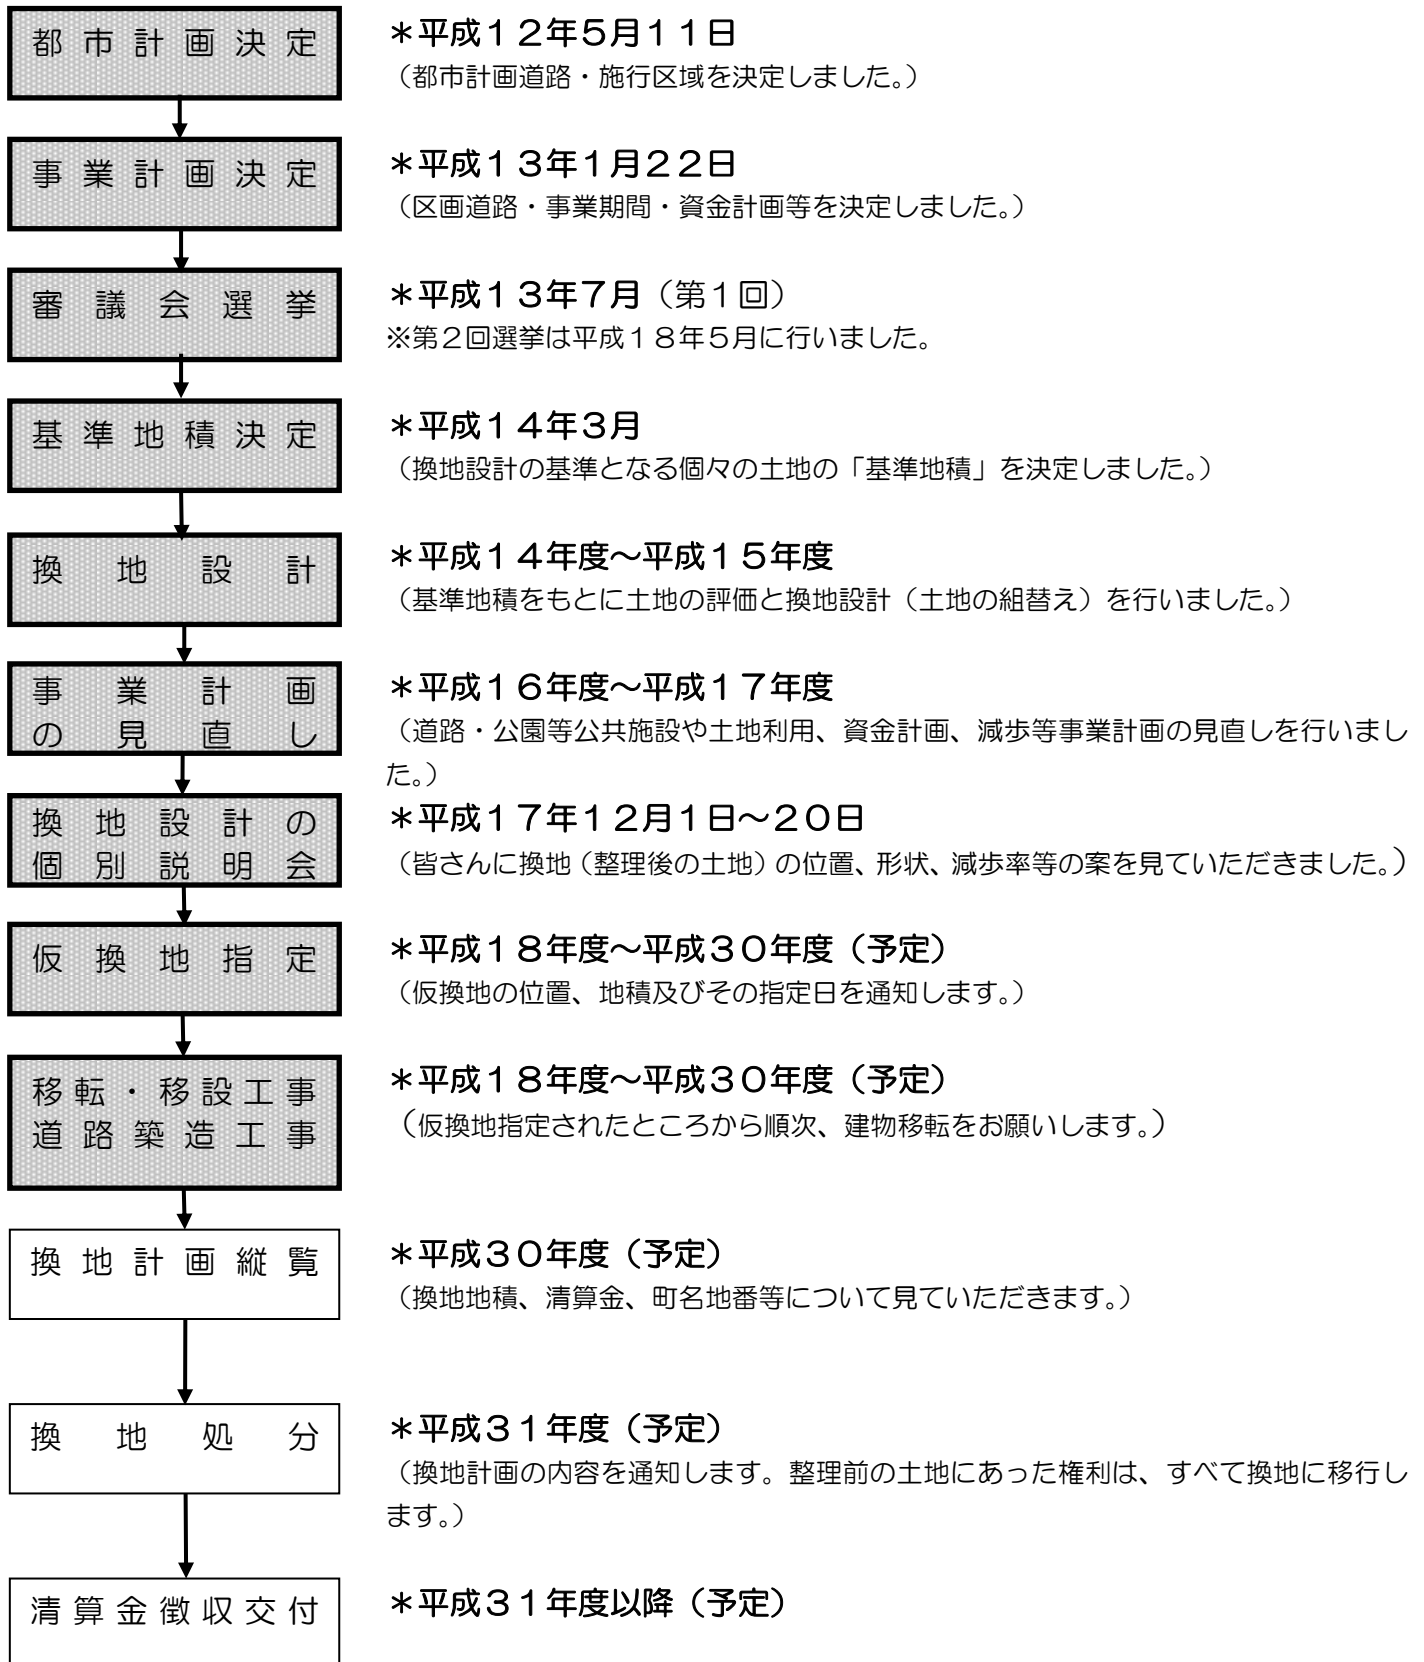 都市計画決定
＊平成１２年５月１１日
（都市計画道路・施行区域を決定しました。）
事業計画決定
＊平成１３年１月２２日
（区画道路・事業期間・資金計画等を決定しました。）
審議会選挙
＊平成１３年７月（第１回）
※第２回選挙は平成１８年５月に行いました。
基準地積決定
＊平成１４年３月
（換地設計の基準となる個々の土地の「基準地積」を決定しました。）
換地設計
＊平成１４年度～平成１５年度
（基準地積をもとに土地の評価と換地設計（土地の組替え）を行いました。）
事業計画
の見直し
＊平成１６年度～平成１７年度
（道路・公園等公共施設や土地利用、資金計画、減歩等事業計画の見直しを行いまし
た。）
換地設計の
個別説明会
＊平成１７年１２月１日～２０日
（皆さんに換地（整理後の土地）の位置、形状、減歩率等の案を見ていただきました。）
仮換地指定
＊平成１８年度～平成３０年度（予定）
（仮換地の位置、地積及びその指定日を通知します。）
移転・移設工事
道路築造工事
＊平成１８年度～平成３０年度（予定）
（仮換地指定されたところから順次、建物移転をお願いします。）
換地計画縦覧
＊平成３０年度（予定）
（換地地積、清算金、町名地番等について見ていただきます。）
換地処分
＊平成３１年度（予定）
（換地計画の内容を通知します。整理前の土地にあった権利は、すべて換地に移行し
ます。）
清算金徴収交付
＊平成３１年度以降（予定）